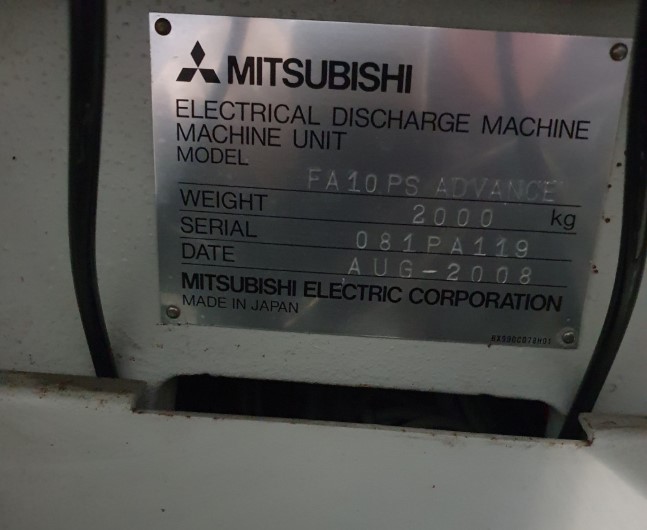 MITSUBISHI
ELECTRICAL DISCHARGE MACHINE
MACHINE UNIT
MODEL FA10PS ADVANCE
WEIGHT 2000 kg
SERIAL 081PA119
DATE AUG-2008
MITSUBISHI ELECTRIC CORPORATION
MADE IN JAPAN